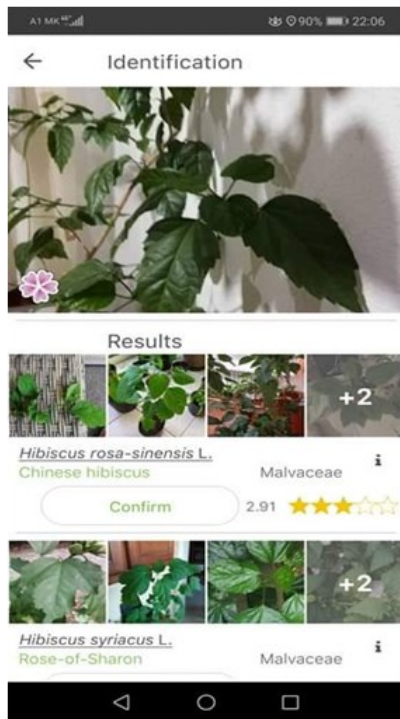 A1 MK 90% 22:06
Identification
Results
+2
Hibiscus rosa-sinensis L.
Chinese hibiscus Malvaceae i
Confirm 2.91
+2
Hibiscus syriacus L.
Rose-of-Sharon Malvaceae i